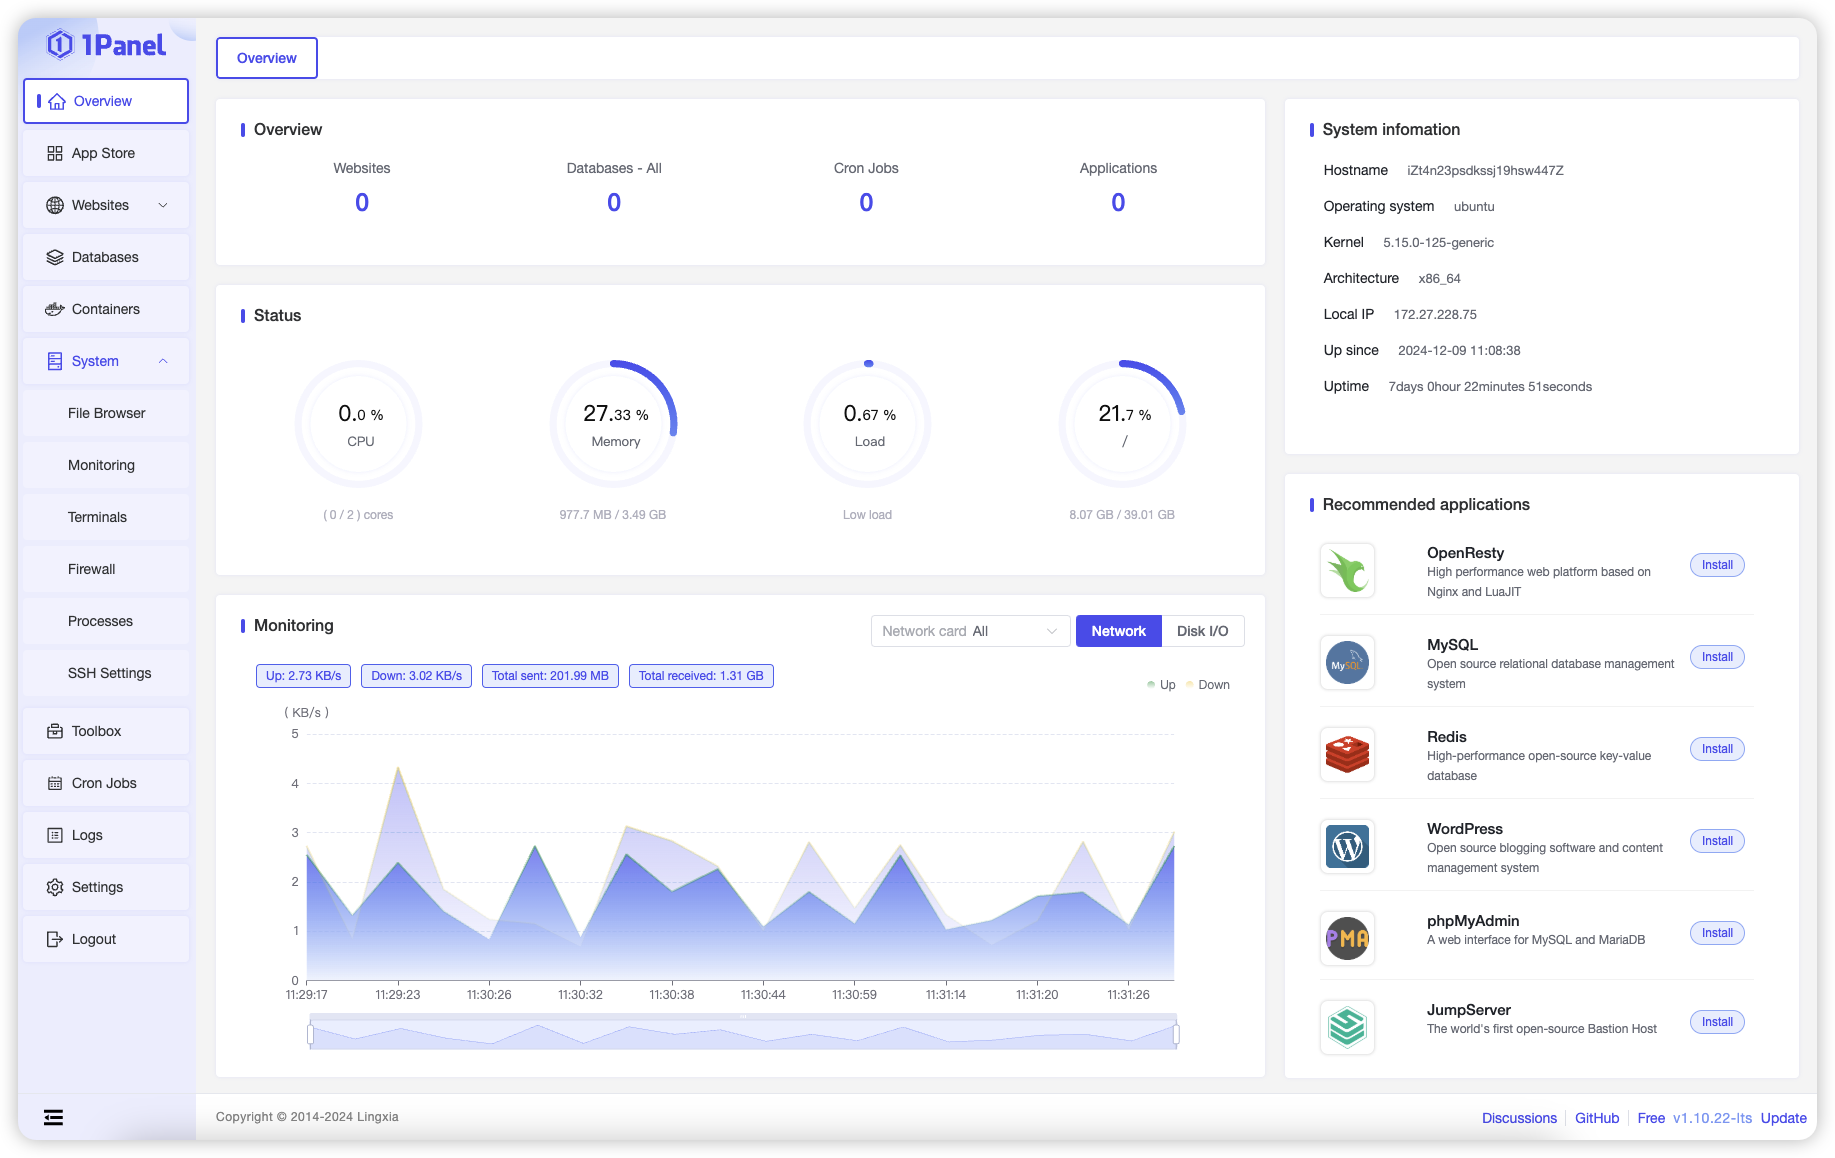 1Panel
Overview
App Store
Websites
Databases
Containers
System
File Browser
Monitoring
Terminals
Firewall
Processes
SSH Settings
Toolbox
Cron Jobs
Logs
Settings
Logout
Overview
Overview
Websites
0
Databases - All
0
Cron Jobs
0
Applications
0
Status
0.0 %
CPU
( 0 / 2 ) cores
27.33 %
Memory
977.7 MB / 3.49 GB
0.67 %
Load
Low load
21.7 %
/
8.07 GB / 39.01 GB
Monitoring
Network card All
Network
Disk I/O
Up: 2.73 KB/s
Down: 3.02 KB/s
Total sent: 201.99 MB
Total received: 1.31 GB
Up
Down
( KB/s )
5
4
3
2
1
0
11:29:17
11:29:23
11:30:26
11:30:32
11:30:38
11:30:44
11:30:59
11:31:14
11:31:20
11:31:26
System infomation
Hostname iZt4n23psdkssj19hsw447Z
Operating system ubuntu
Kernel 5.15.0-125-generic
Architecture x86_64
Local IP 172.27.228.75
Up since 2024-12-09 11:08:38
Uptime 7days 0hour 22minutes 51seconds
Recommended applications
OpenResty
High performance web platform based on
Nginx and LuaJIT
Install
MySQL
MySQL
Open source relational database management
system
Install
Redis
High-performance open-source key-value
database
Install
WordPress
Open source blogging software and content
management system
Install
PMA
phpMyAdmin
A web interface for MySQL and MariaDB
Install
JumpServer
The world's first open-source Bastion Host
Install
Copyright © 2014-2024 Lingxia
Discussions
GitHub
Free v1.10.22-lts Update